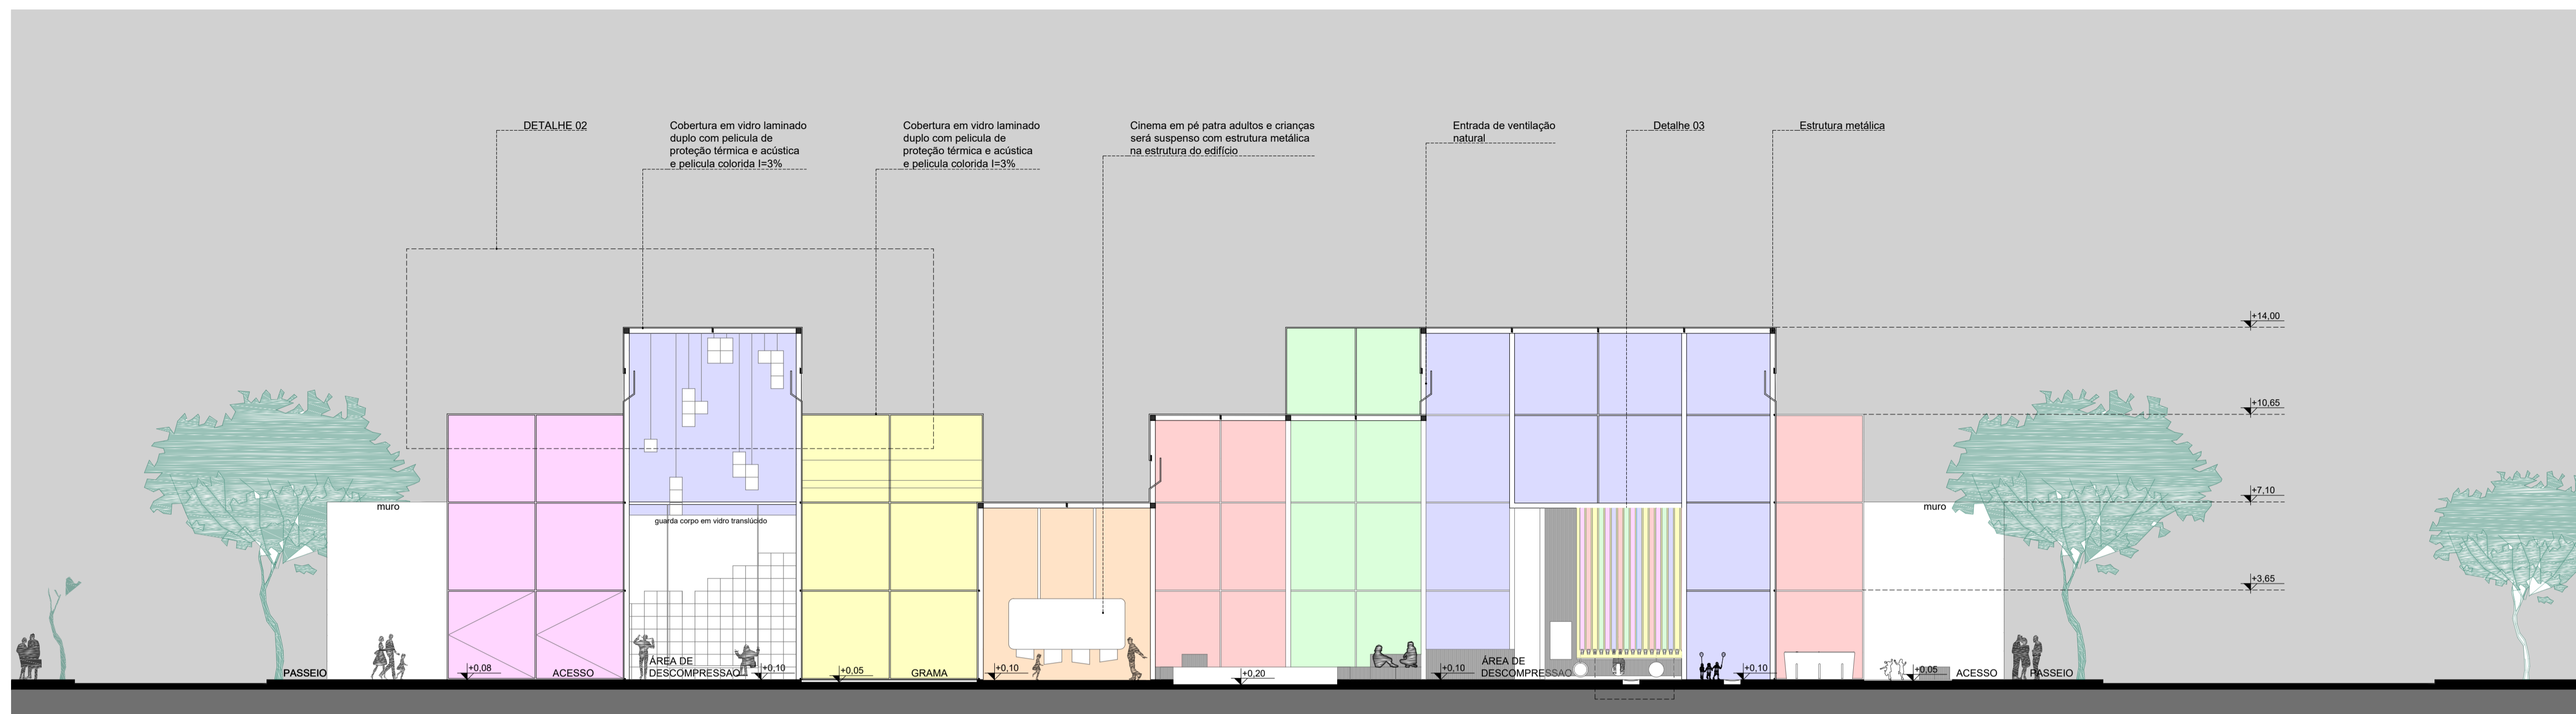 DETALHE 02
Cobertura em vidro laminado
duplo com pelicula de
proteção térmica e acústica
e pelicula colorida I=3%
Cobertura em vidro laminado
duplo com pelicula de
proteção térmica e acústica
e pelicula colorida I=3%
Cinema em pé patra adultos e crianças
será suspenso com estrutura metálica
na estrutura do edifício
Entrada de ventilação
natural
Detalhe 03
Estrutura metálica
+14,00
+10,65
+7,10
+3,65
muro
guarda corpo em vidro translúcido
muro
PASSEIO
+0,08
ACESSO
ÁREA DE
DESCOMPRESSAO
+0,10
+0,05
GRAMA
+0,10
+0,20
+0,10
ÁREA DE
DESCOMPRESSAO
+0,10
+0,05
ACESSO
PASSEIO